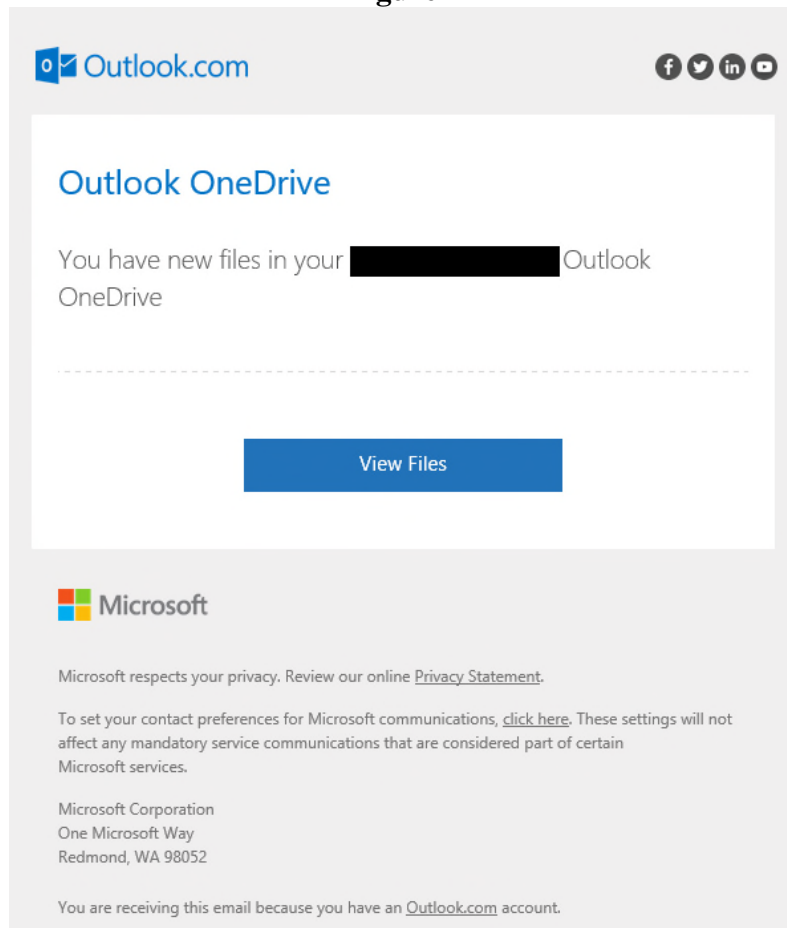 Outlook.com
Outlook OneDrive
You have new files in your Outlook
OneDrive
View Files
Microsoft
Microsoft respects your privacy. Review our online Privacy Statement.
To set your contact preferences for Microsoft communications, click here. These settings will not
affect any mandatory service communications that are considered part of certain
Microsoft services.
Microsoft Corporation
One Microsoft Way
Redmond, WA 98052
You are receiving this email because you have an Outlook.com account.